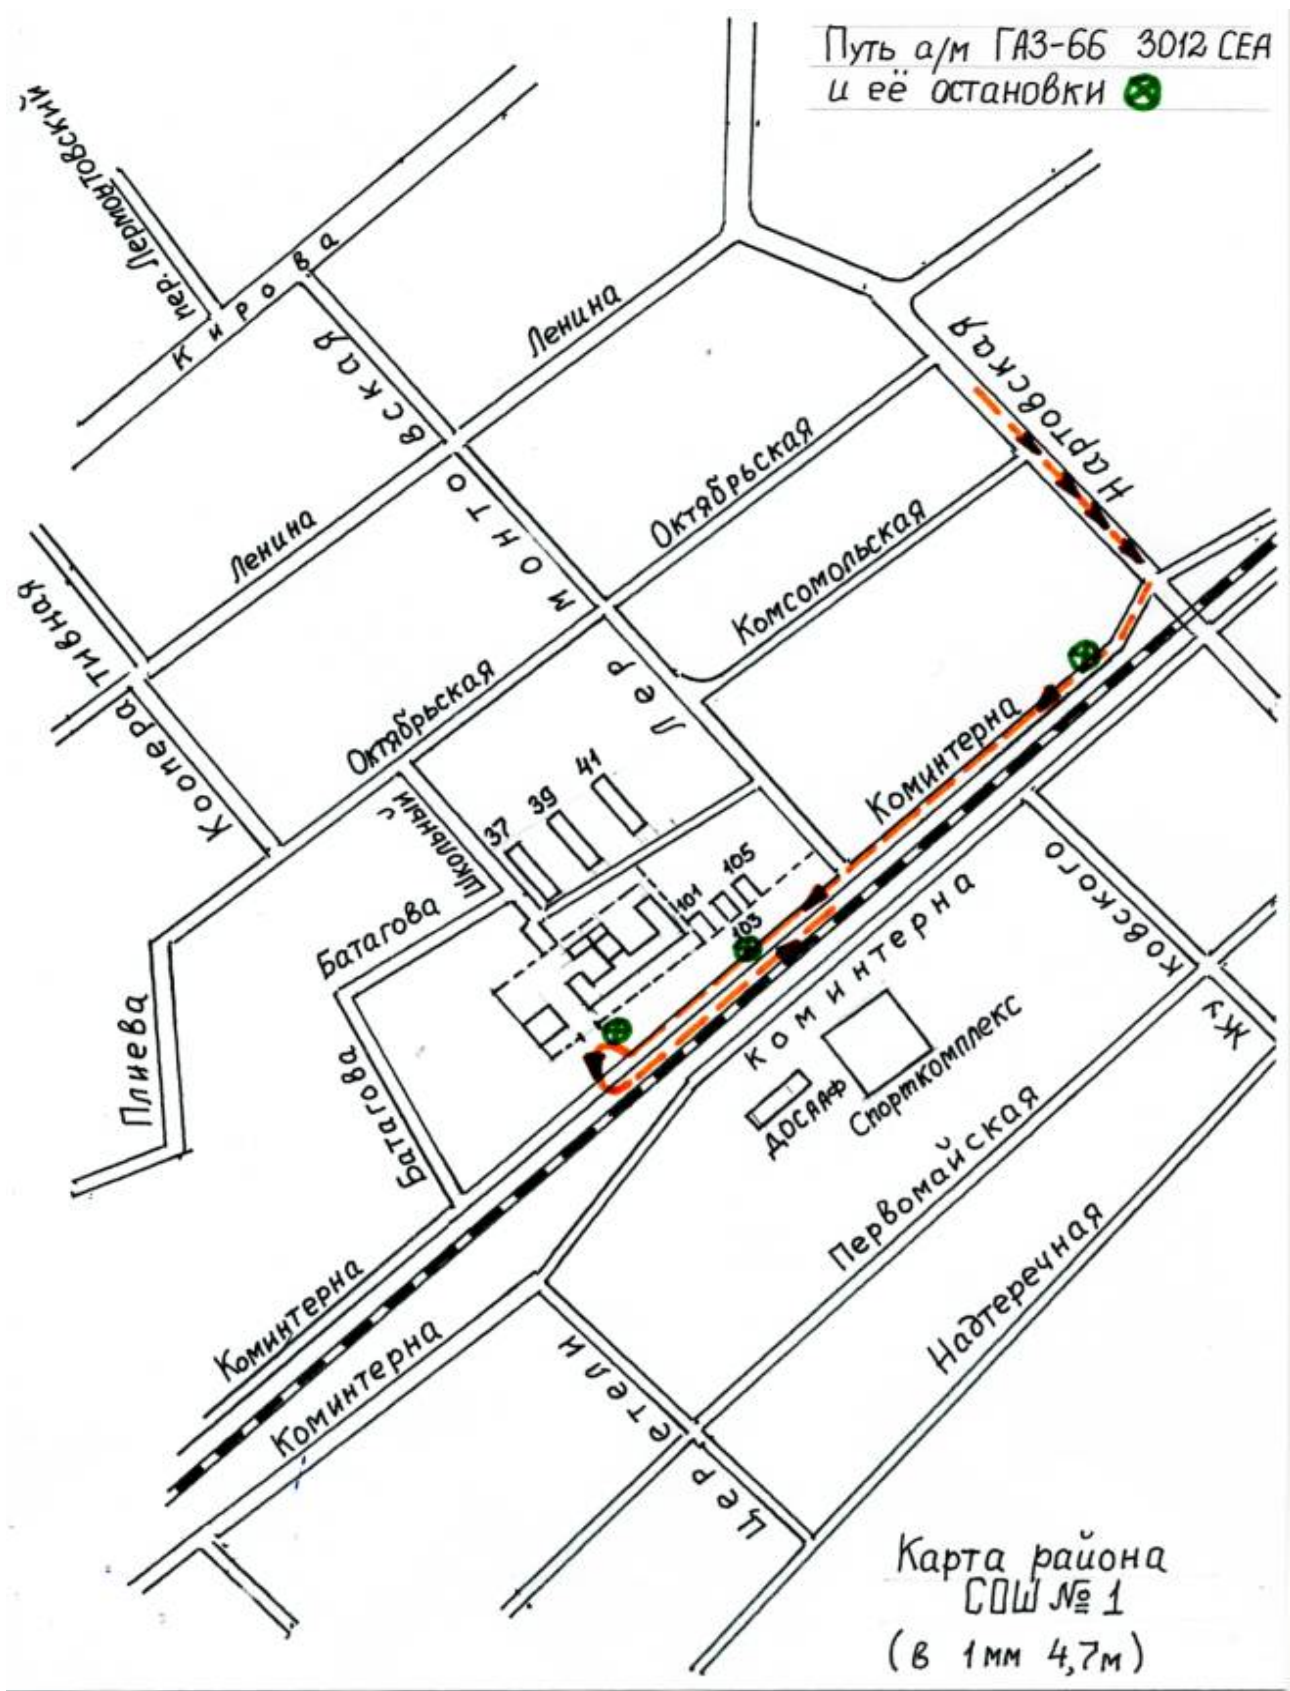 Путь а/м ГАЗ-66 3012 СЕА
и её остановки
пер. Лермонтовский
Кирова
Ленина
Нартовская
Лермонтовская
Октябрьская
Комсомольская
Ленина
Кооперативная
Октябрьская
Коминтерна
41
39
37
Школьный
105
101
103
Батагова
Коминтерна
Жуковского
Плиева
Батагова
Спорткомплекс
ДОСААФ
Первомайская
Надтеречная
Коминтерна
Коминтерна
Церетели
Карта района
СОШ № 1
(в 1мм 4,7м)